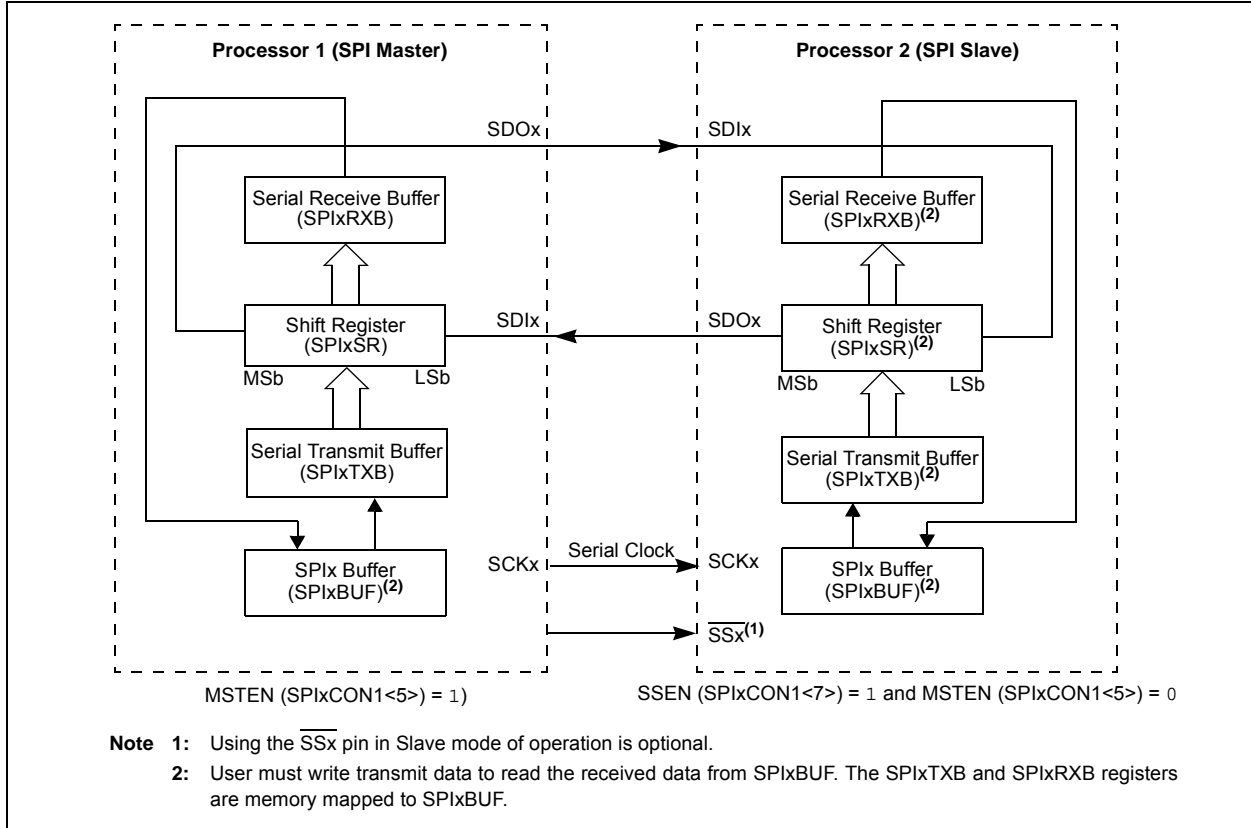 Processor 1 (SPI Master)
Processor 2 (SPI Slave)
SDOx
SDIx
Serial Receive Buffer
(SPIxRXB)
Serial Receive Buffer
(SPIxRXB)(2)
Shift Register
(SPIxSR)
SDIx
SDOx
Shift Register
(SPIxSR)(2)
MSb
LSb
MSb
LSb
Serial Transmit Buffer
(SPIxTXB)
Serial Transmit Buffer
(SPIxTXB)(2)
SPIx Buffer
(SPIxBUF)(2)
SCKx
Serial Clock
SCKx
SPIx Buffer
(SPIxBUF)(2)
SSx(1)
MSTEN (SPIxCON1<5>) = 1)
SSEN (SPIxCON1<7>) = 1 and MSTEN (SPIxCON1<5>) = 0
Note 1: Using the SSx pin in Slave mode of operation is optional.
2: User must write transmit data to read the received data from SPIxBUF. The SPIxTXB and SPIxRXB registers
are memory mapped to SPIxBUF.